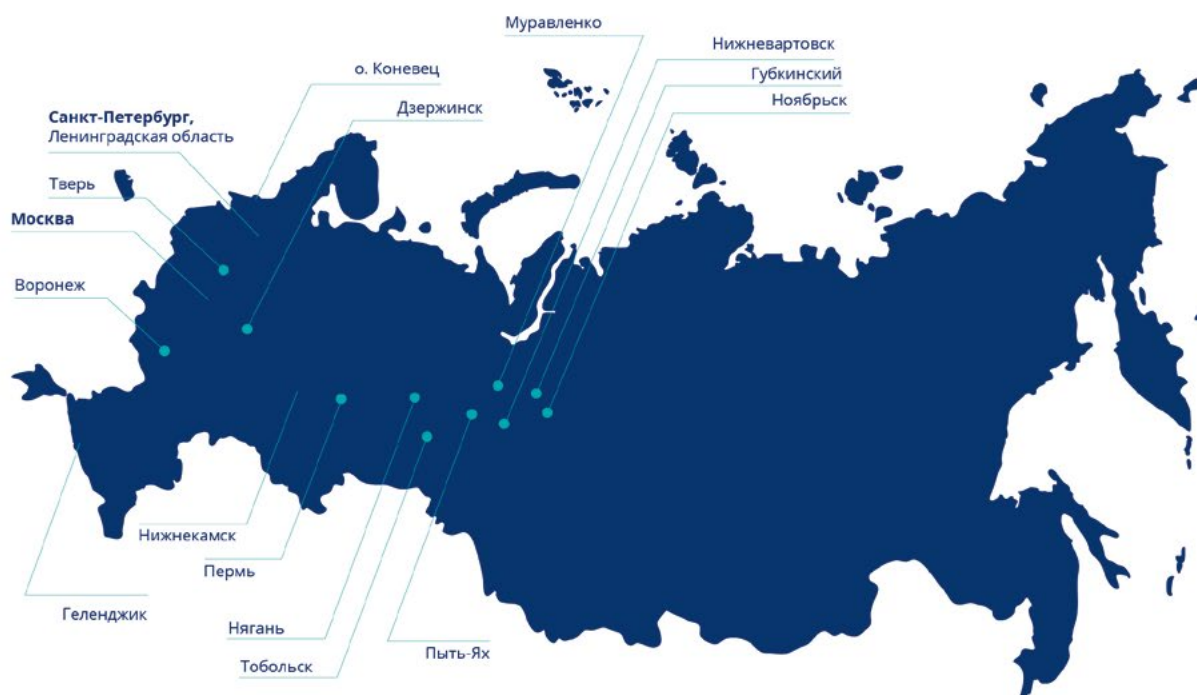 Муравленко
Нижневартовск
о. Коневец
Губкинский
Дзержинск
Ноябрьск
Санкт-Петербург,
Ленинградская область
Тверь
Москва
Воронеж
Нижнекамск
Пермь
Геленджик
Нягань
Пыть-Ях
Тобольск